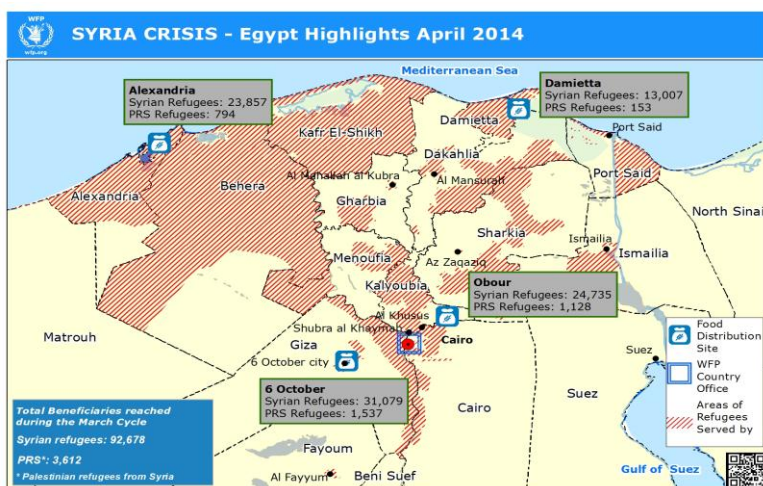 WFP
wfp.org
SYRIA CRISIS - Egypt Highlights April 2014
Mediterranean Sea
Alexandria
Syrian Refugees: 23,857
PRS Refugees: 794
Damietta
Syrian Refugees: 13,007
PRS Refugees: 153
Kafr El-Shikh
Damietta
Port Said
Dakahlia
Al Mahallah al Kubra
Al Mansurah
Port Said
Alexandria
Behera
Gharbia
North Sinai
Sharkia
Ismailia
Ismailia
Menoufia
Az Zaqaziq
Kalyoubia
Obour
Syrian Refugees: 24,735
PRS Refugees: 1,128
Matrouh
Giza
Al Khusus
Shubra al Khaymah
Cairo
6 October city
Suez
6 October
Syrian Refugees: 31,079
PRS Refugees: 1,537
Cairo
Suez
Fayoum
Al Fayyum
Beni Suef
Gulf of Suez
Food
Distribution
Site
WFP
Country
Office
Areas of
Refugees
Served by
Total Beneficiaries reached
during the March Cycle
Syrian refugees: 92,678
PRS*: 3,612
* Palestinian refugees from Syria